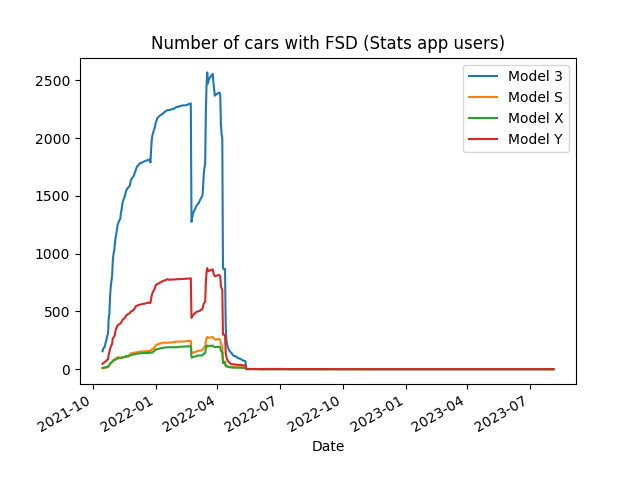 Number of cars with FSD (Stats app users)
Model 3
Model S
Model X
Model Y
2500
2000
1500
1000
500
0
2021-10
2022-01
2022-04
2022-07
2022-10
2023-01
2023-04
2023-07
Date